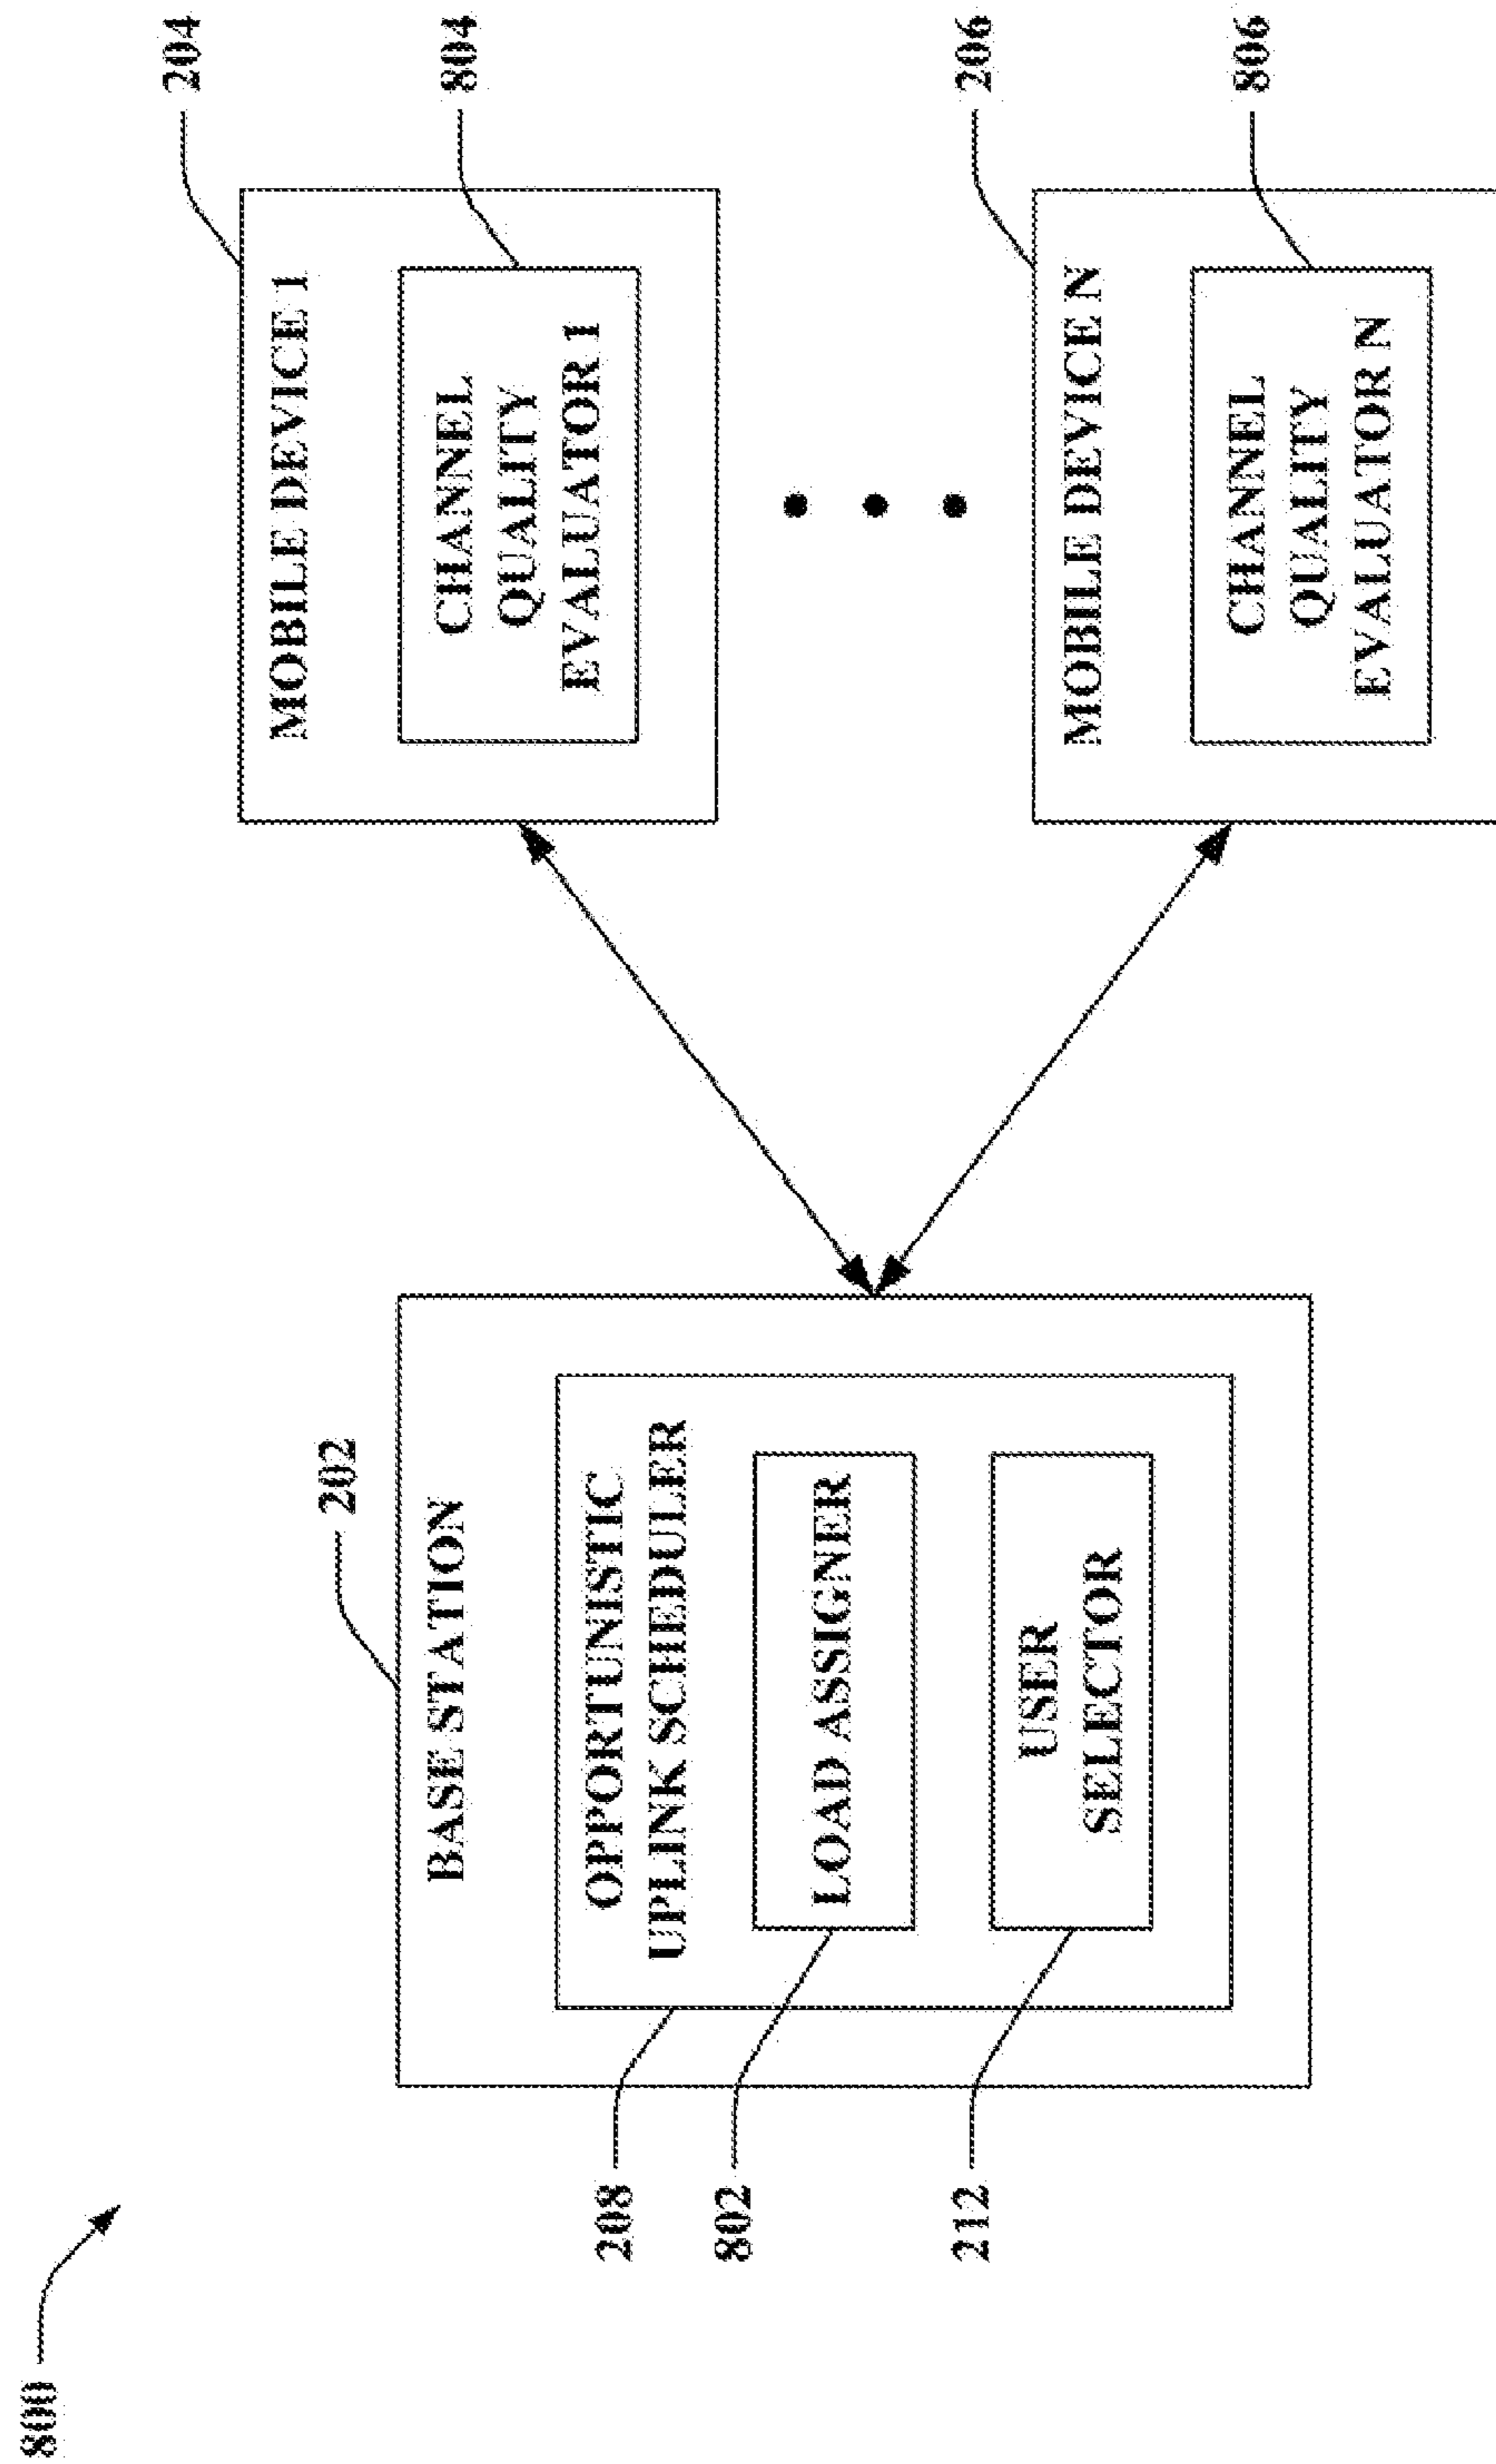 800
202
BASE STATION
OPPORTUNISTIC
UPLINK SCHEDULER
LOAD ASSIGNER
USER
SELECTOR
208
802
212
204
MOBILE DEVICE 1
CHANNEL
QUALITY
EVALUATOR 1
804
206
MOBILE DEVICE N
CHANNEL
QUALITY
EVALUATOR N
806